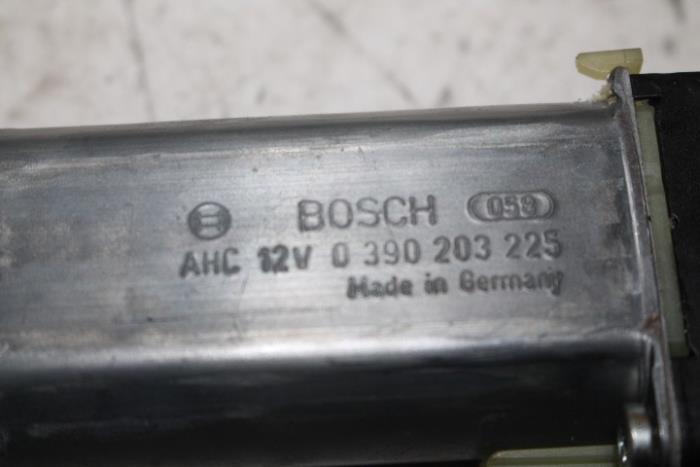 BOSCH 059
AHC 12V 0 390 203 225
Made in Germany